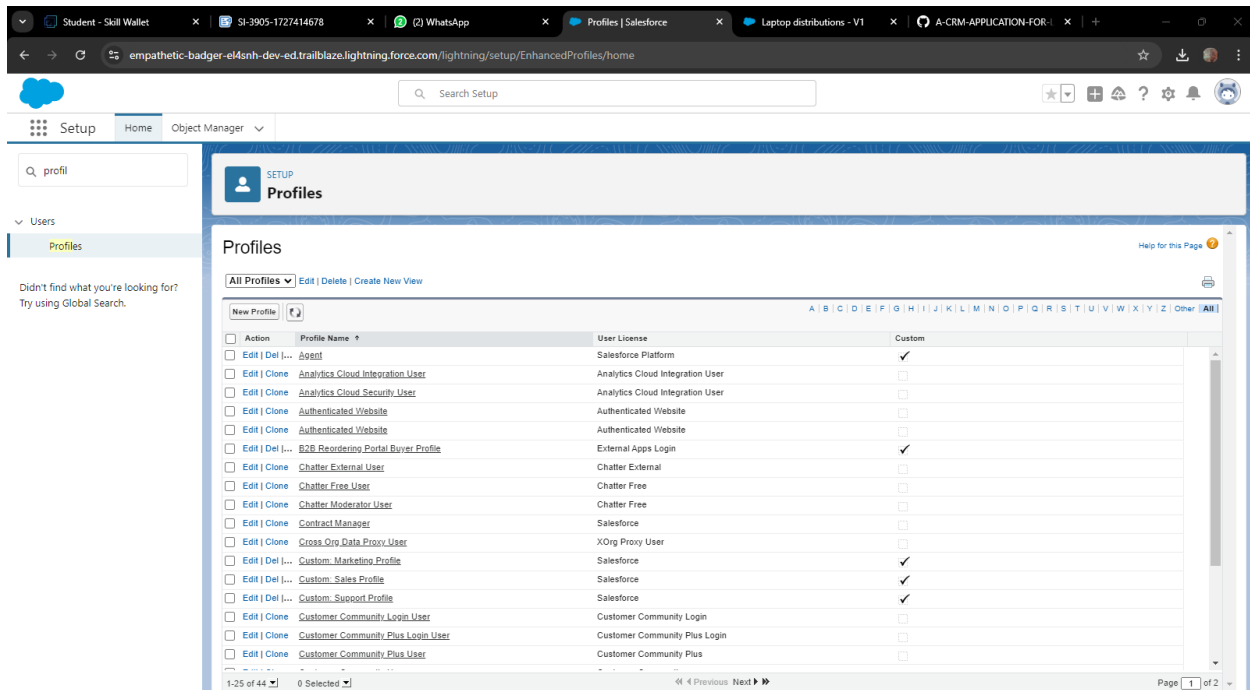 Student - Skill Wallet
SI-3905-1727414678
(2) WhatsApp
Profiles | Salesforce
Laptop distributions - V1
A-CRM-APPLICATION-FOR-L
empathetic-badger-el4snh-dev-ed.trailblaze.lightning.force.com/lightning/setup/EnhancedProfiles/home
Search Setup
Setup Home Object Manager
profil
Users
Profiles
Didn't find what you're looking for?
Try using Global Search.
SETUP
Profiles
Profiles
Help for this Page
All Profiles Edit | Delete | Create New View
New Profile
A | B | C | D | E | F | G | H | I | J | K | L | M | N | O | P | Q | R | S | T | U | V | W | X | Y | Z | Other All
Action Profile Name User License Custom
Edit | Del |... Agent Salesforce Platform
Edit | Clone Analytics Cloud Integration User Analytics Cloud Integration User
Edit | Clone Analytics Cloud Security User Analytics Cloud Integration User
Edit | Clone Authenticated Website Authenticated Website
Edit | Clone Authenticated Website Authenticated Website
Edit | Del |... B2B Reordering Portal Buyer Profile External Apps Login
Edit | Clone Chatter External User Chatter External
Edit | Clone Chatter Free User Chatter Free
Edit | Clone Chatter Moderator User Chatter Free
Edit | Clone Contract Manager Salesforce
Edit | Clone Cross Org Data Proxy User XOrg Proxy User
Edit | Del |... Custom: Marketing Profile Salesforce
Edit | Del |... Custom: Sales Profile Salesforce
Edit | Del |... Custom: Support Profile Salesforce
Edit | Clone Customer Community Login User Customer Community Login
Edit | Clone Customer Community Plus Login User Customer Community Plus Login
Edit | Clone Customer Community Plus User Customer Community Plus
1-25 of 44 0 Selected Previous Next Page 1 of 2